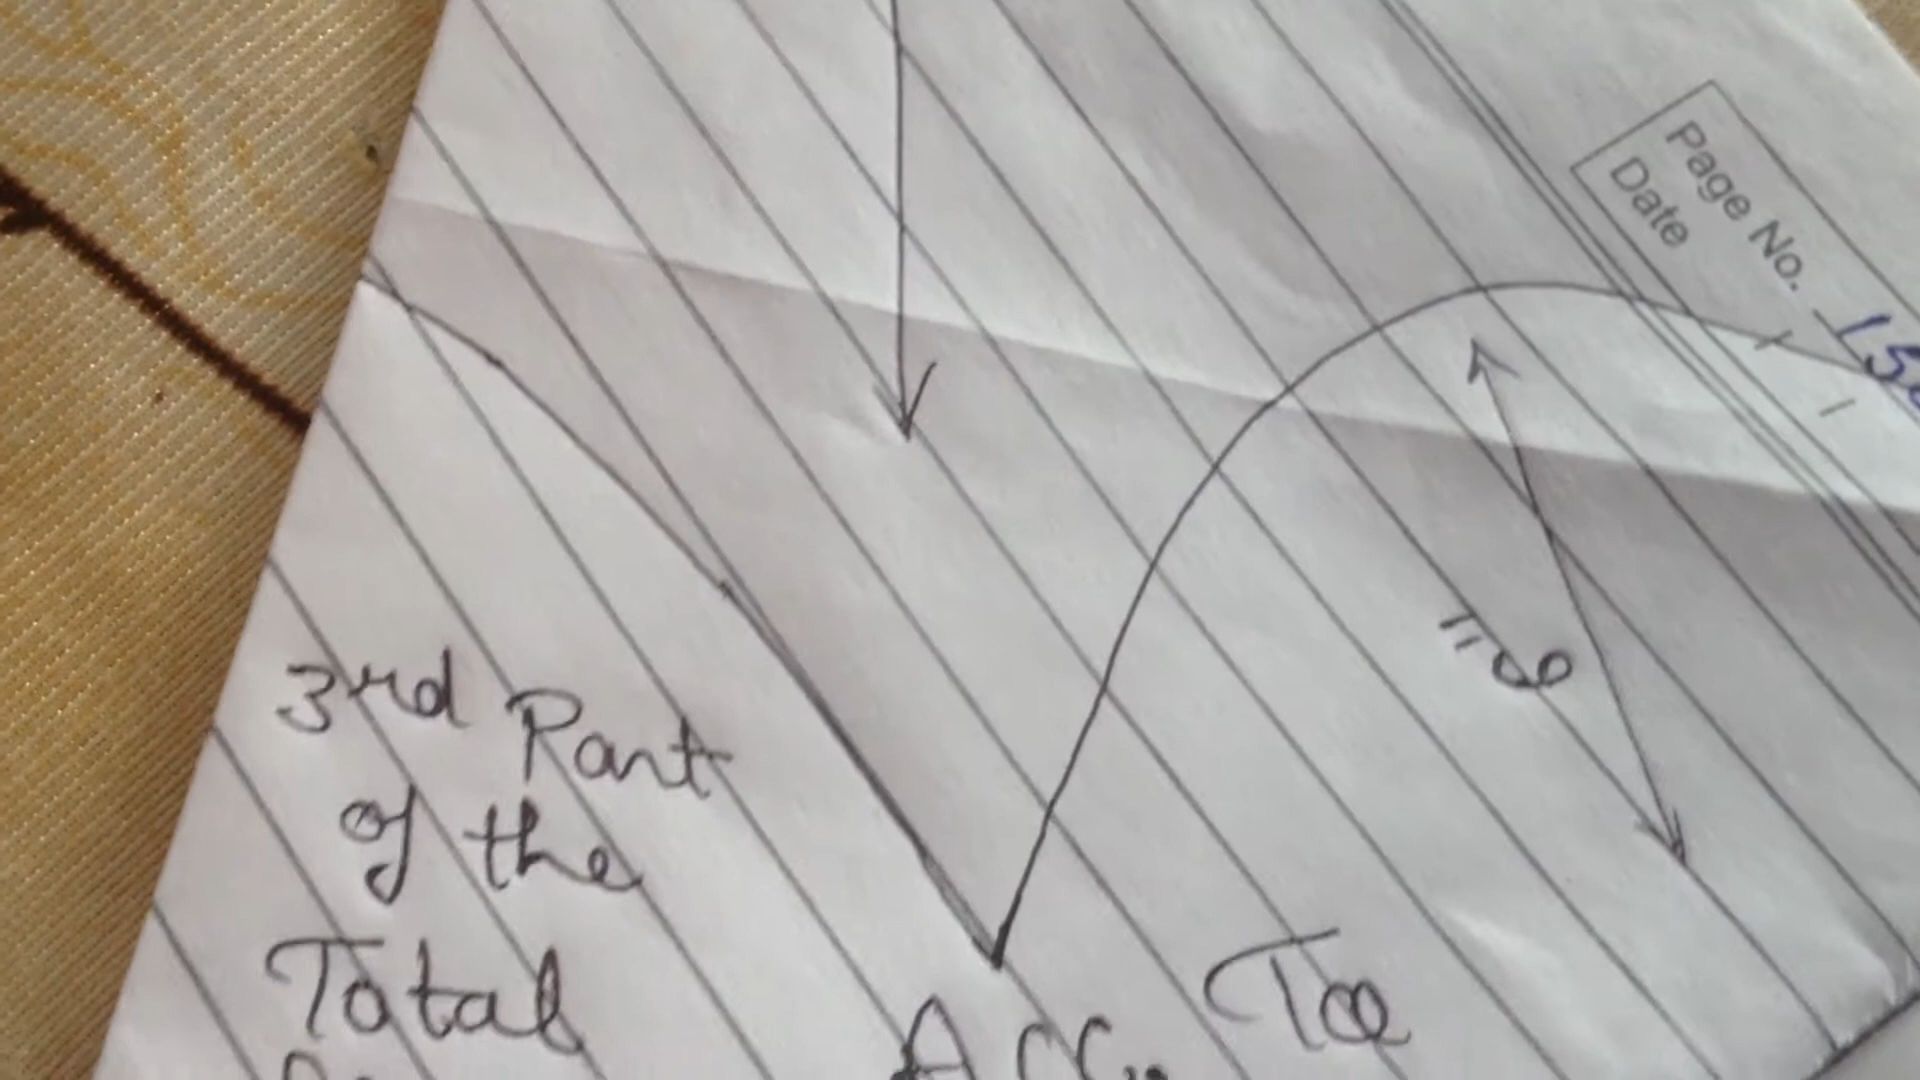 Page No.
Date
3rd Part
of the
Total
Acc. To